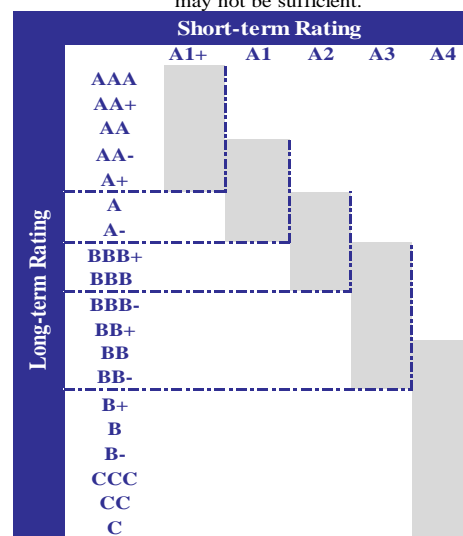 may not be sufficient.
Short-term Rating
A1+ A1 A2 A3 A4
Long-term Rating
AAA
AA+
AA
AA-
A+
A
A-
BBB+
BBB
BBB-
BB+
BB
BB-
B+
B
B-
CCC
CC
C